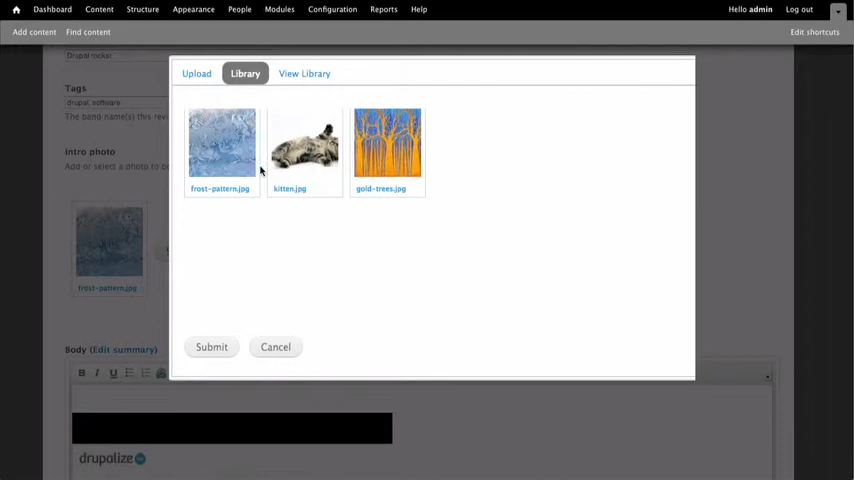 Dashboard Content Structure Appearance People Modules Configuration Reports Help Hello admin Log out
Add content Find content Edit shortcuts
Drupal rocks!
Upload Library View Library
Tags
drupal, software
The band name(s) this rev
intro photo
Add or select a photo to be
frost-pattern.jpg kitten.jpg gold-trees.jpg
frost-pattern.jpg
Submit Cancel
Body (Edit summary)
B I U
drupalize